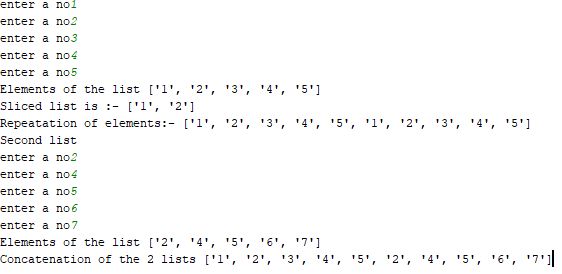 enter a no1
enter a no2
enter a no3
enter a no4
enter a no5
Elements of the list ['1', '2', '3', '4', '5']
Sliced list is :- ['1', '2']
Repeatation of elements:- ['1', '2', '3', '4', '5', '1', '2', '3', '4', '5']
Second list
enter a no2
enter a no4
enter a no5
enter a no6
enter a no7
Elements of the list ['2', '4', '5', '6', '7']
Concatenation of the 2 lists ['1', '2', '3', '4', '5', '2', '4', '5', '6', '7']